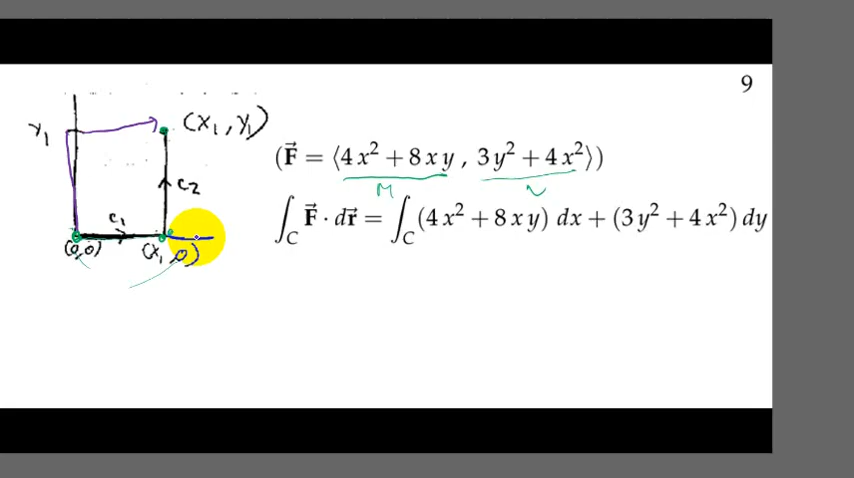 9
y₁
(x₁, y₁)
c₂
c₁
(0,0)
(x₁, 0)
(F⃗ = ⟨4x² + 8xy , 3y² + 4x²⟩)
M N
∫_C F⃗ · dr⃗ = ∫_C (4x² + 8xy) dx + (3y² + 4x²) dy